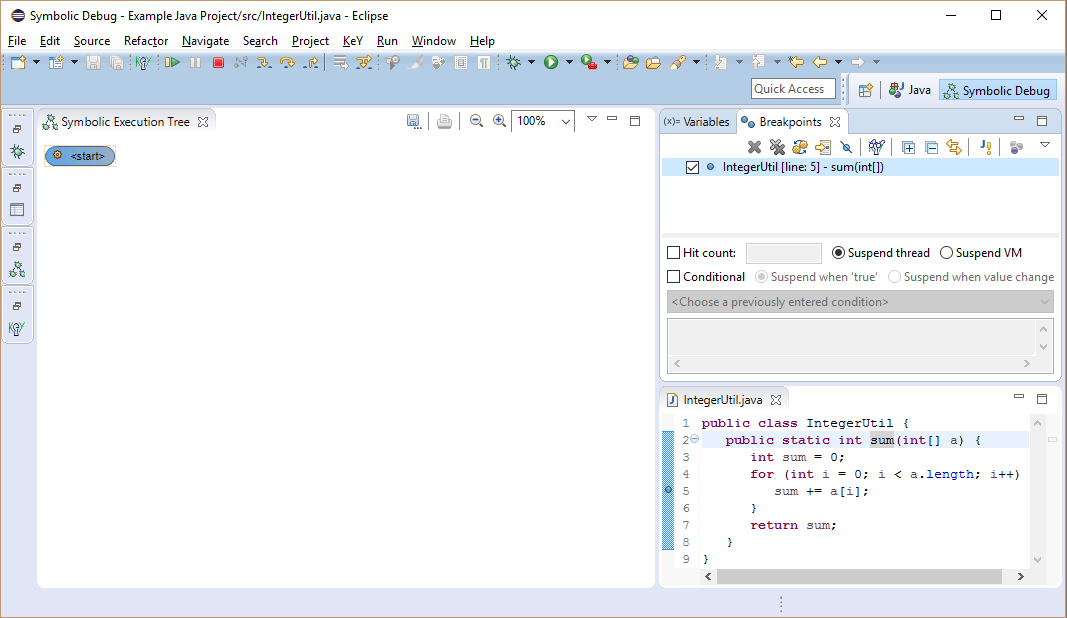 Symbolic Debug - Example Java Project/src/IntegerUtil.java - Eclipse
File Edit Source Refactor Navigate Search Project KeY Run Window Help
KeY
Quick Access
Java
Symbolic Debug
Symbolic Execution Tree
100%
<start>
KeY
(x)= Variables
Breakpoints
IntegerUtil [line: 5] - sum(int[])
Hit count: Suspend thread Suspend VM
Conditional Suspend when 'true' Suspend when value change
<Choose a previously entered condition>
IntegerUtil.java
1 public class IntegerUtil {
2 public static int sum(int[] a) {
3 int sum = 0;
4 for (int i = 0; i < a.length; i++)
5 sum += a[i];
6 }
7 return sum;
8 }
9 }